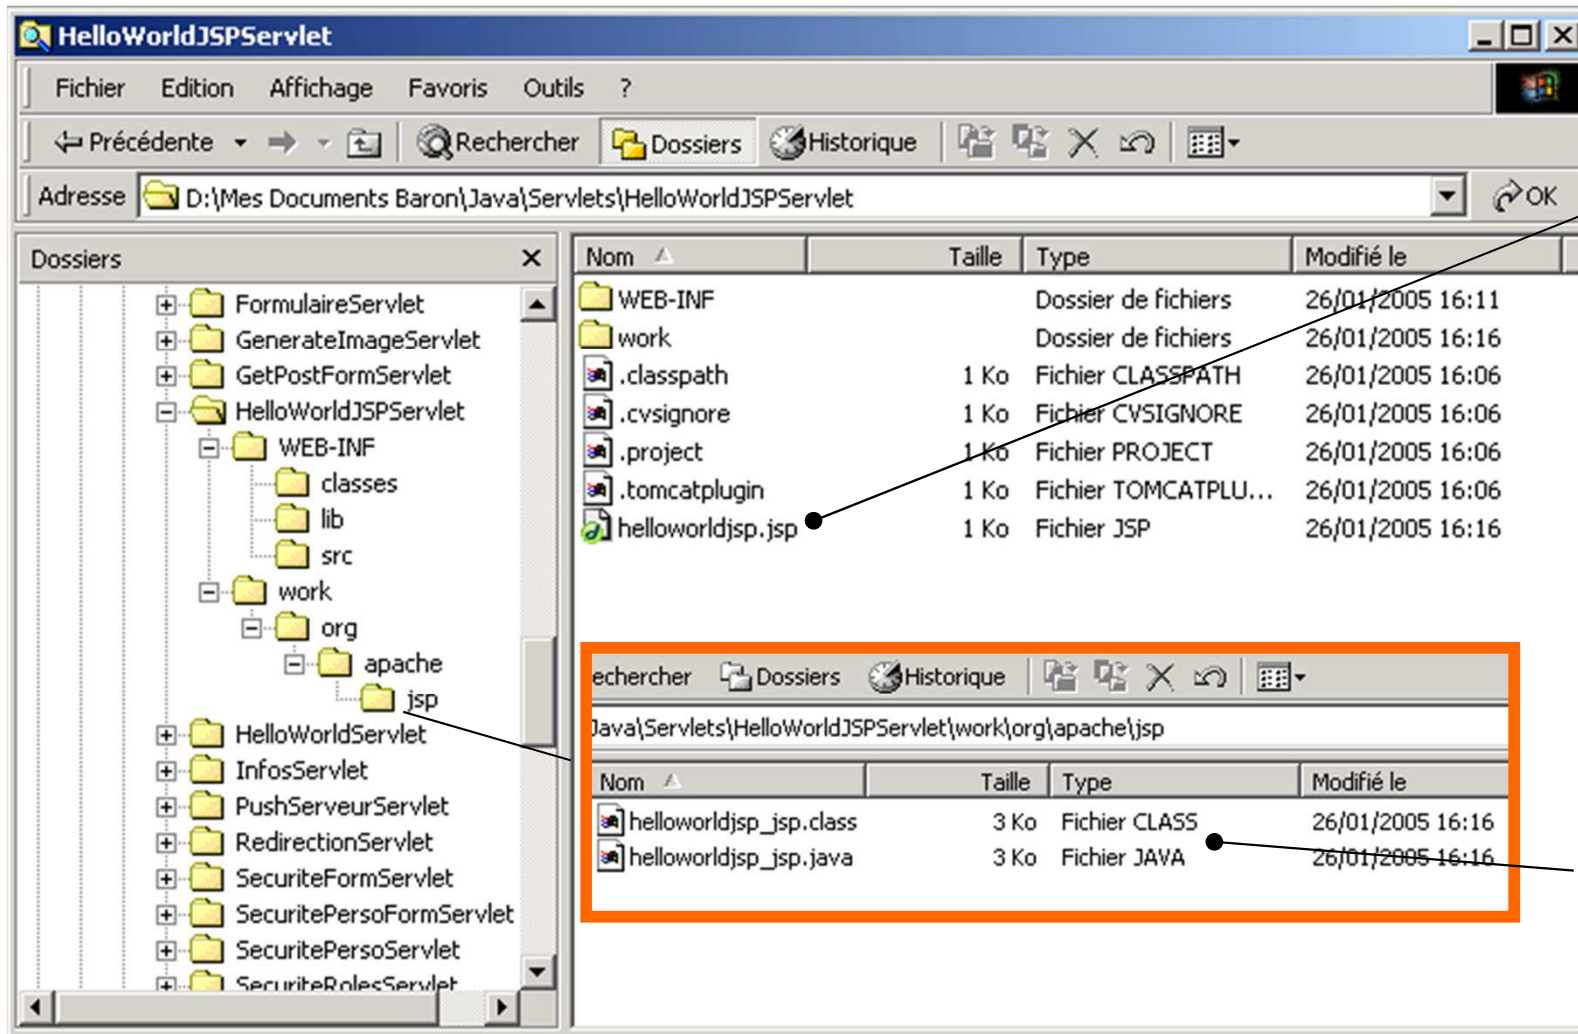 HelloWorldJSPServlet
Fichier Edition Affichage Favoris Outils ?
Précédente Rechercher Dossiers Historique
Adresse D:\Mes Documents Baron\Java\Servlets\HelloWorldJSPServlet OK
Dossiers
FormulaireServlet
GenerateImageServlet
GetPostFormServlet
HelloWorldJSPServlet
WEB-INF
classes
lib
src
work
org
apache
jsp
HelloWorldServlet
InfosServlet
PushServeurServlet
RedirectionServlet
SecuriteFormServlet
SecuritePersoFormServlet
SecuritePersoServlet
SecuriteRolesServlet
Nom Taille Type Modifié le
WEB-INF Dossier de fichiers 26/01/2005 16:11
work Dossier de fichiers 26/01/2005 16:16
.classpath 1 Ko Fichier CLASSPATH 26/01/2005 16:06
.cvsignore 1 Ko Fichier CVSIGNORE 26/01/2005 16:06
.project 1 Ko Fichier PROJECT 26/01/2005 16:06
.tomcatplugin 1 Ko Fichier TOMCATPLU... 26/01/2005 16:06
helloworldjsp.jsp 1 Ko Fichier JSP 26/01/2005 16:16
echercher Dossiers Historique
Java\Servlets\HelloWorldJSPServlet\work\org\apache\jsp
Nom Taille Type Modifié le
helloworldjsp_jsp.class 3 Ko Fichier CLASS 26/01/2005 16:16
helloworldjsp_jsp.java 3 Ko Fichier JAVA 26/01/2005 16:16